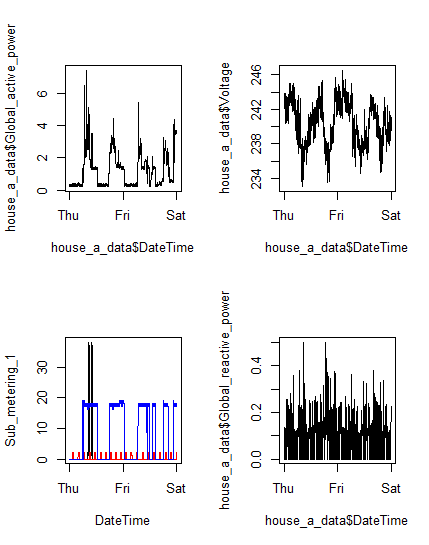 house_a_data$Global_active_power
0 2 4 6
Thu Fri Sat
house_a_data$DateTime
house_a_data$Voltage
234 238 242 246
Thu Fri Sat
house_a_data$DateTime
Sub_metering_1
0 10 20 30
Thu Fri Sat
DateTime
house_a_data$Global_reactive_power
0.0 0.2 0.4
Thu Fri Sat
house_a_data$DateTime